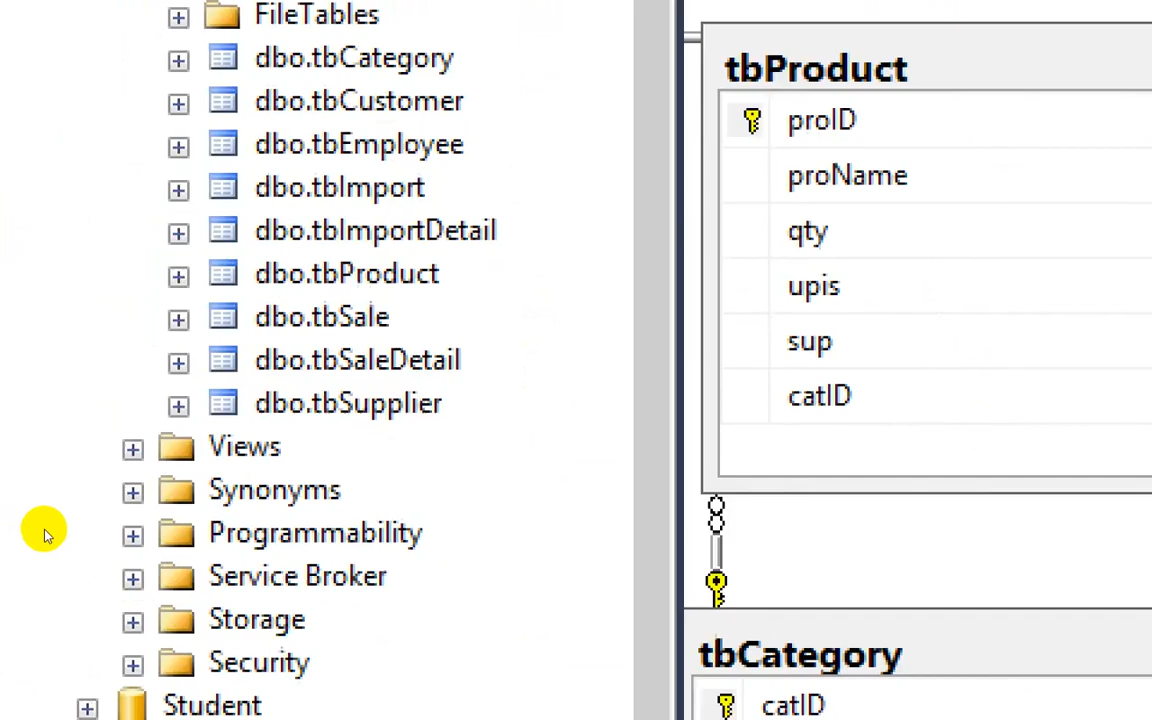 FileTables
dbo.tbCategory
dbo.tbCustomer
dbo.tbEmployee
dbo.tbImport
dbo.tbImportDetail
dbo.tbProduct
dbo.tbSale
dbo.tbSaleDetail
dbo.tbSupplier
Views
Synonyms
Programmability
Service Broker
Storage
Security
Student
tbProduct
proID
proName
qty
upis
sup
catID
tbCategory
catID